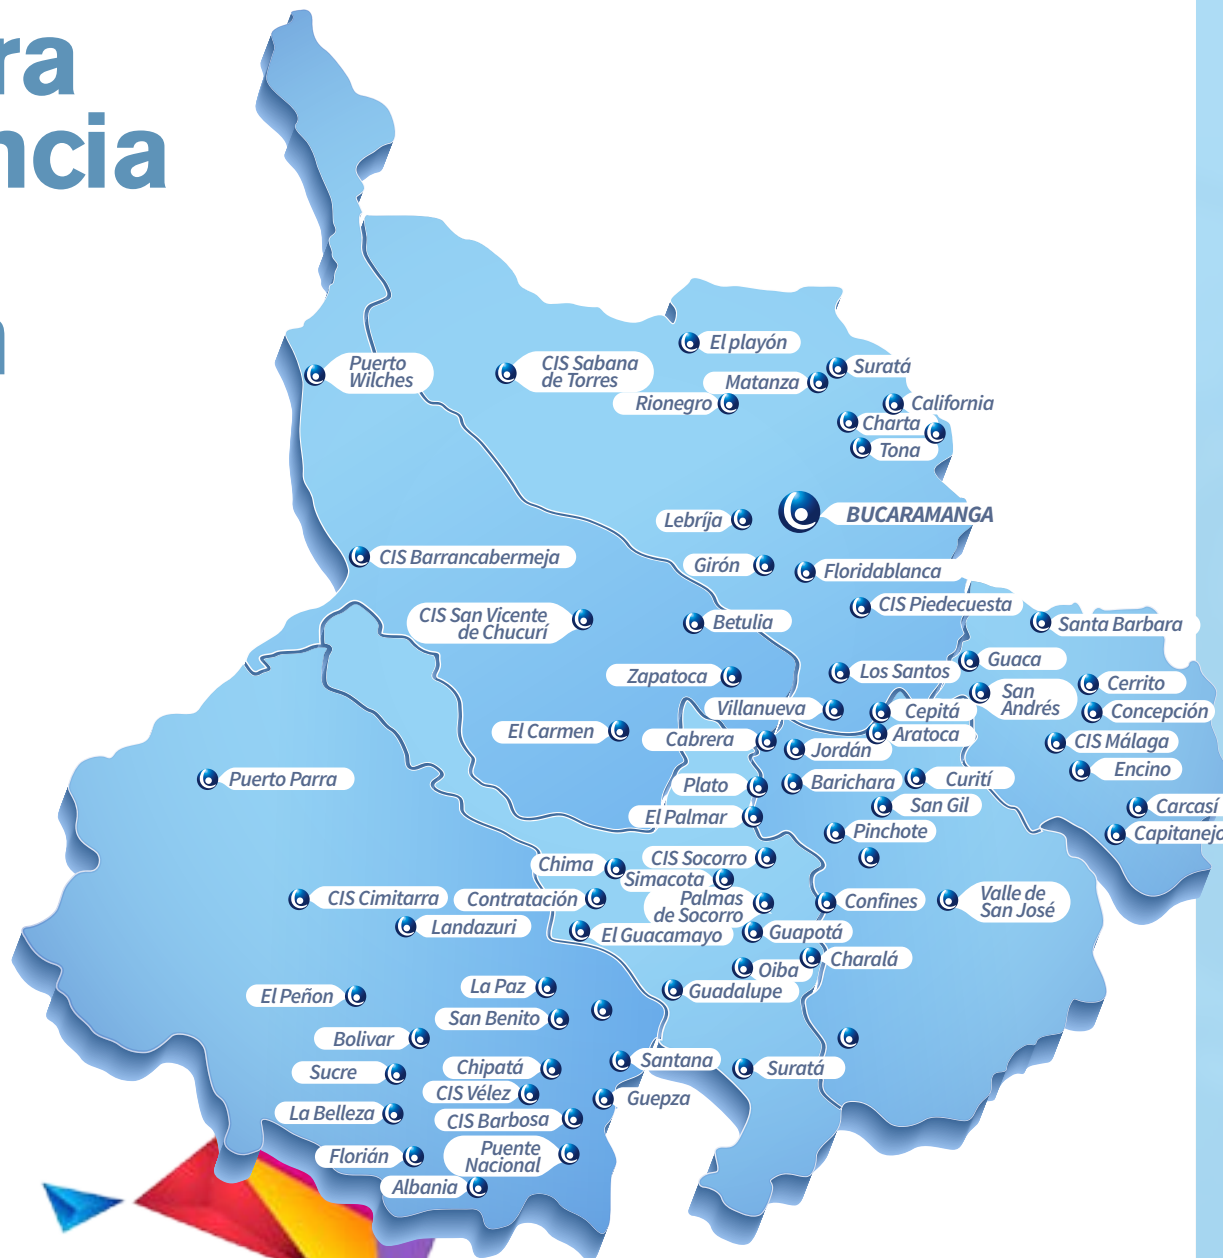 ra
ncia
n
El playón
Puerto
Wilches
CIS Sabana
de Torres
Suratá
Matanza
Rionegro
California
Charta
Tona
Lebríja
BUCARAMANGA
CIS Barrancabermeja
Girón
Floridablanca
CIS San Vicente
de Chucurí
Betulia
CIS Piedecuesta
Santa Barbara
Zapatoca
Los Santos
Guaca
Cerrito
San
Andrés
Villanueva
Cepitá
Concepción
El Carmen
Cabrera
Jordán
Aratoca
CIS Málaga
Puerto Parra
Plato
Barichara
Curití
Encino
El Palmar
San Gil
Carcasí
Pinchote
Capitanejo
Chima
CIS Socorro
Simacota
CIS Cimitarra
Contratación
Palmas
de Socorro
Confines
Valle de
San José
Landazuri
El Guacamayo
Guapotá
Oiba
Charalá
El Peñon
La Paz
Guadalupe
San Benito
Bolivar
Sucre
Chipatá
Santana
Suratá
CIS Vélez
Guepza
La Belleza
CIS Barbosa
Florián
Puente
Nacional
Albania